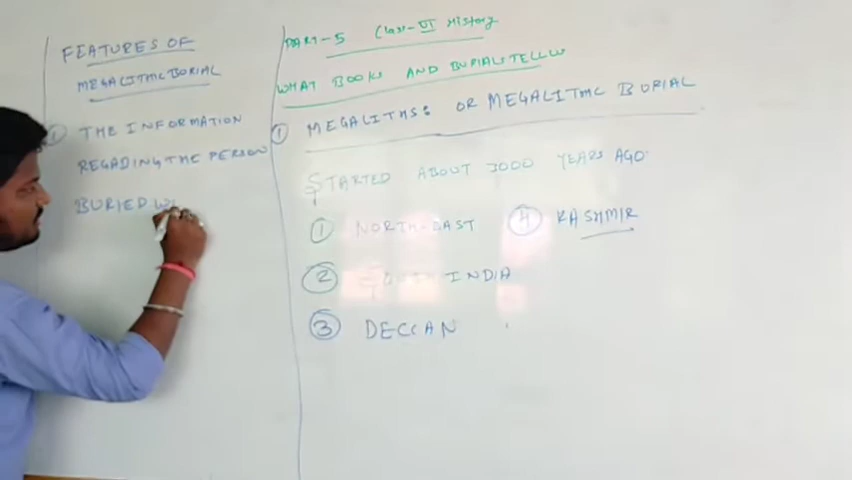 FEATURES OF
MEGALITHIC BURIAL
① THE INFORMATION
REGADING THE PERSON
BURIED W
PART-5 Class-VI History
WHAT BOOKS AND BURIALS TELL US
① MEGALITHS: OR MEGALITHIC BURIAL
STARTED ABOUT 3000 YEARS AGO
① NORTH-EAST ④ KASHMIR
② SOUTH INDIA
③ DECCAN